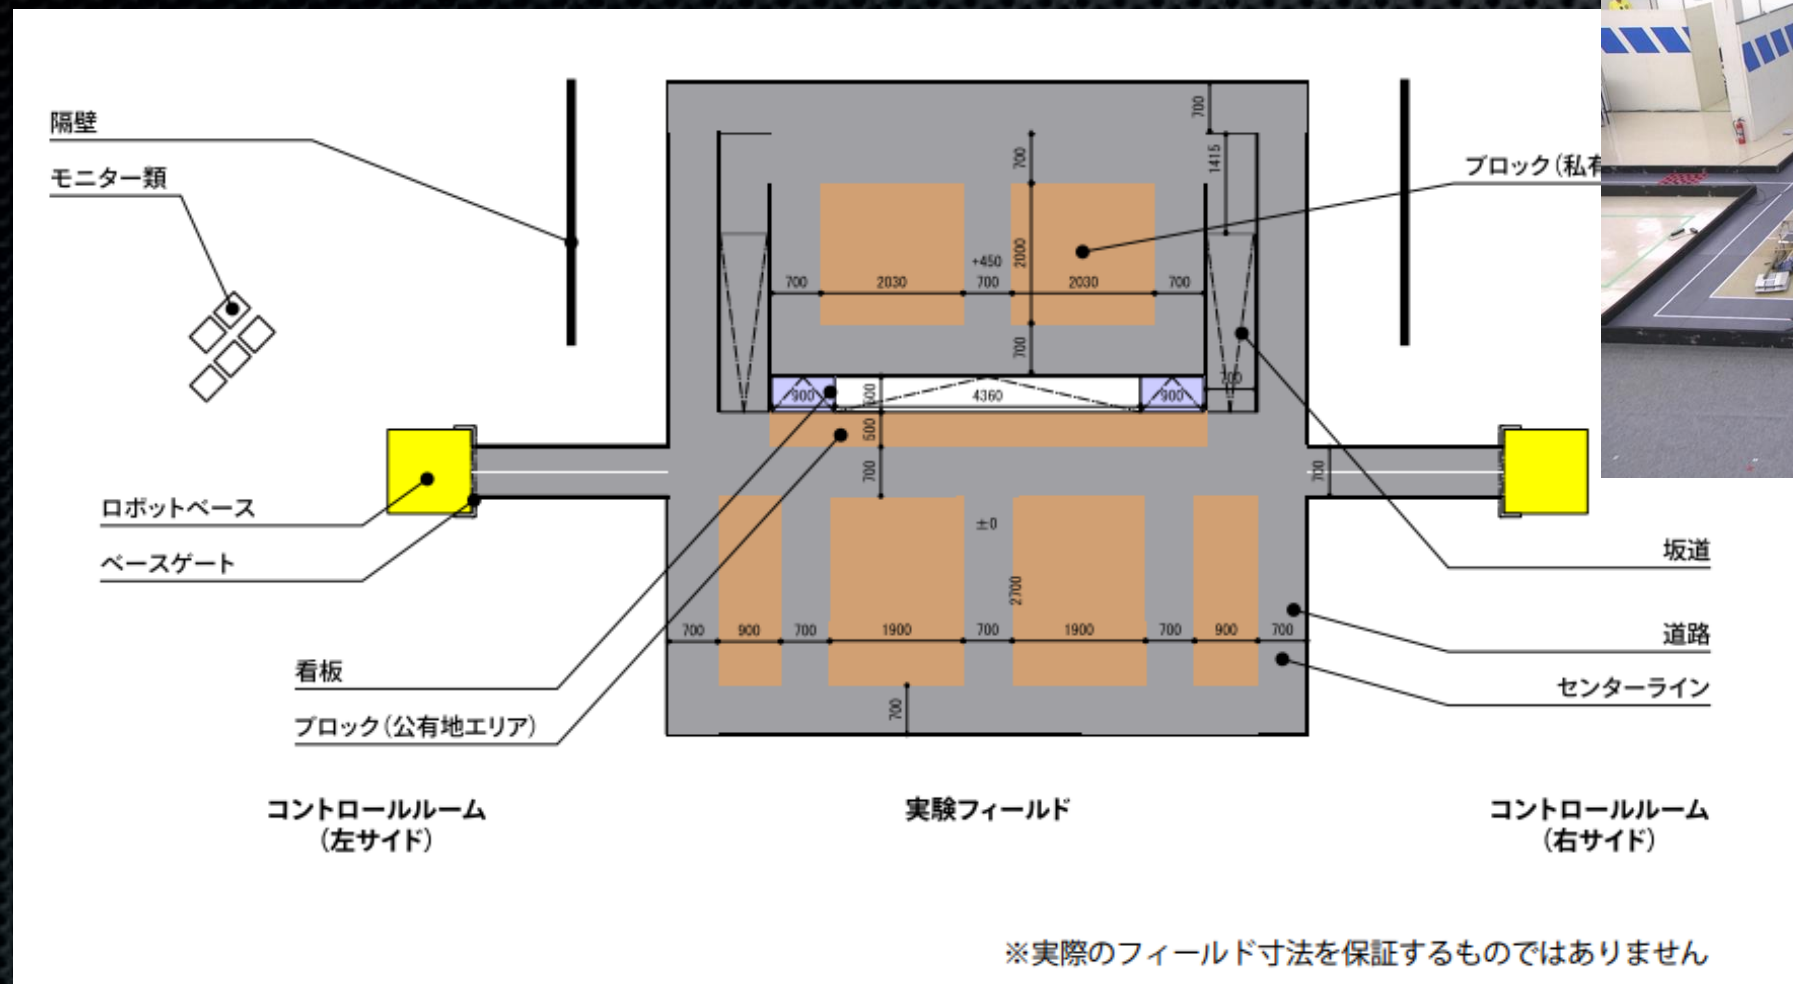 隔壁
モニター類
ロボットベース
ベースゲート
看板
ブロック（公有地エリア）
コントロールルーム
（左サイド）
700
1415
700
+450
2000
700
2030
700
2030
700
700
900
600
4360
900
700
500
700
±0
2700
700
900
700
1900
700
1900
700
900
700
700
700
実験フィールド
ブロック（私有
坂道
道路
センターライン
コントロールルーム
（右サイド）
※実際のフィールド寸法を保証するものではありません